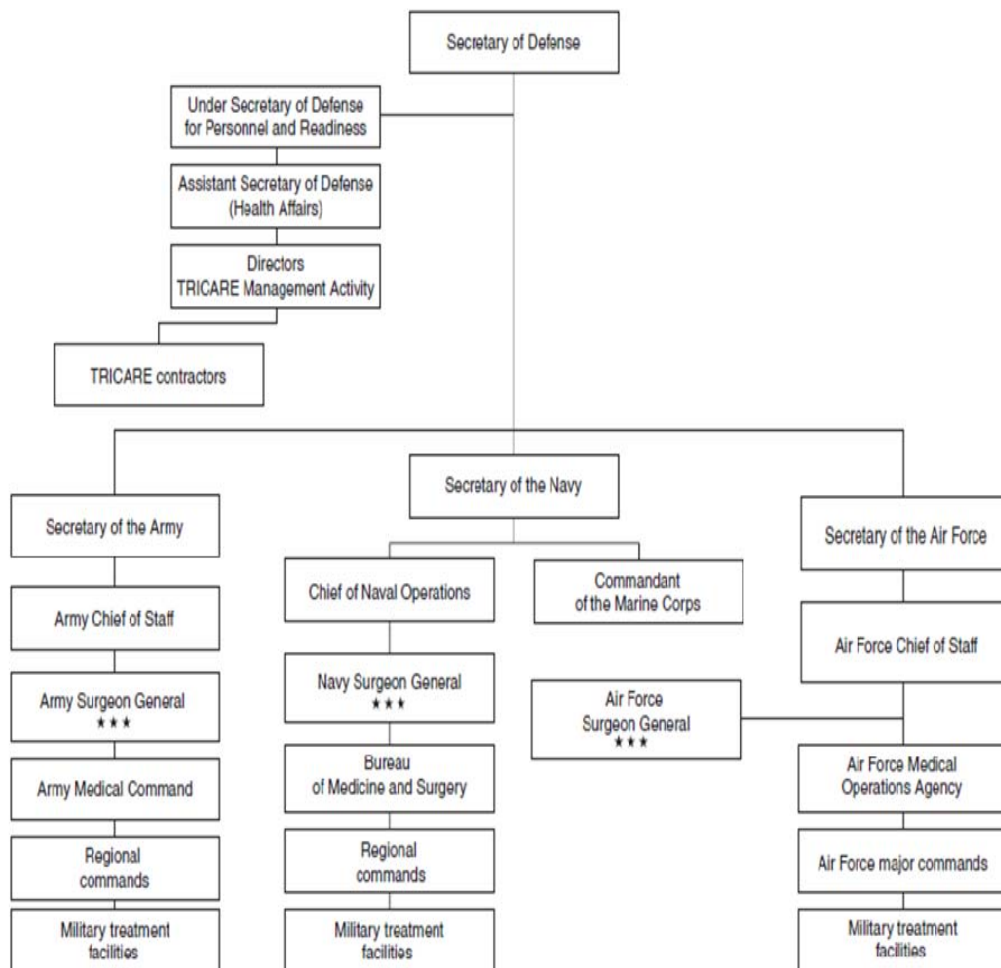 Secretary of Defense
Under Secretary of Defense
for Personnel and Readiness
Assistant Secretary of Defense
(Health Affairs)
Directors
TRICARE Management Activity
TRICARE contractors
Secretary of the Army
Army Chief of Staff
Army Surgeon General
★★★
Army Medical Command
Regional
commands
Military treatment
facilities
Secretary of the Navy
Chief of Naval Operations
Navy Surgeon General
★★★
Bureau
of Medicine and Surgery
Regional
commands
Military treatment
facilities
Commandant
of the Marine Corps
Secretary of the Air Force
Air Force Chief of Staff
Air Force
Surgeon General
★★★
Air Force Medical
Operations Agency
Air Force major commands
Military treatment
facilities